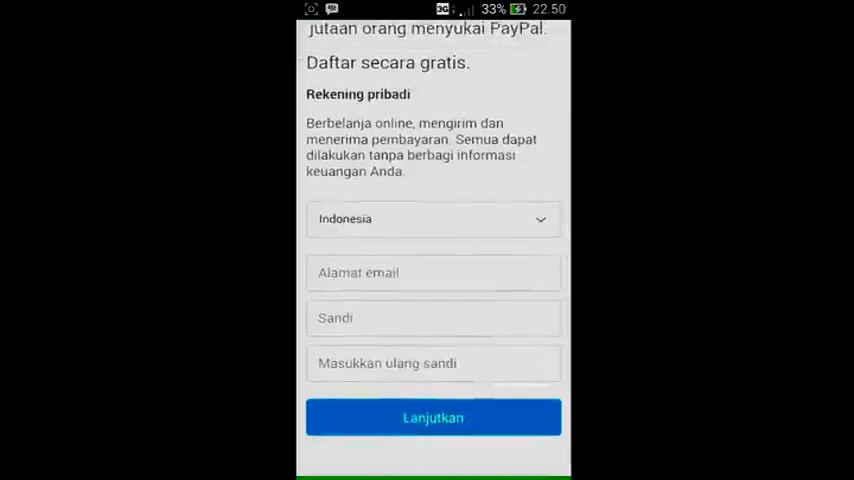 3G 33% 22.50
jutaan orang menyukai PayPal.
Daftar secara gratis.
Rekening pribadi
Berbelanja online, mengirim dan
menerima pembayaran. Semua dapat
dilakukan tanpa berbagi informasi
keuangan Anda.
Indonesia
Alamat email
Sandi
Masukkan ulang sandi
Lanjutkan